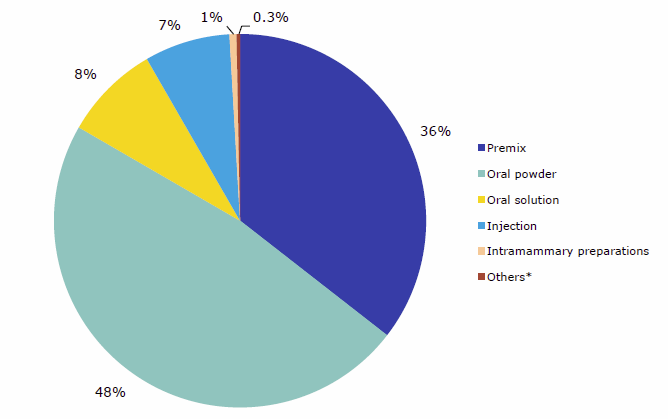 7%
1%
0.3%
8%
36%
48%
Premix
Oral powder
Oral solution
Injection
Intramammary preparations
Others*